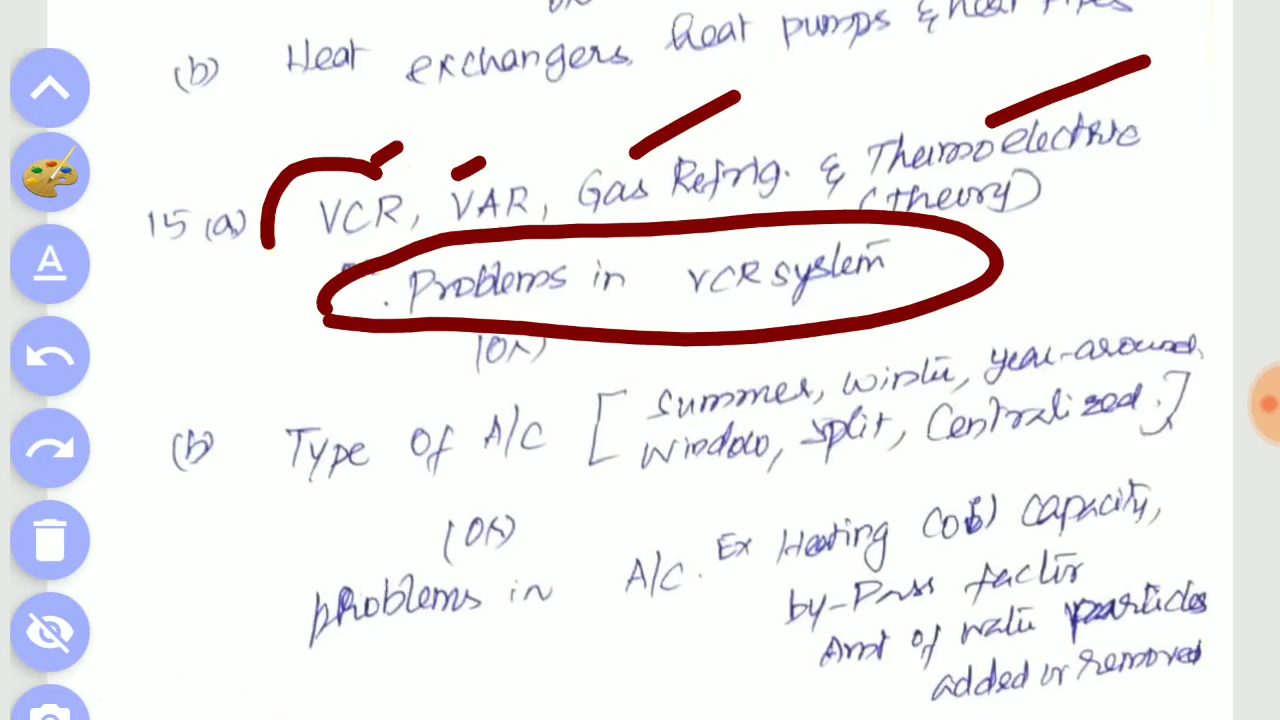 (b) Heat exchangers, heat pumps & heat pipes
15 (a) VCR, VAR, Gas Refrig. & Thermoelectric
(theory)
. Problems in VCR system
(OR)
(b) Type of A/C [Summer, winter, year-around,
window, split, Centralized.]
(OR)
problems in A/C. Ex Heating coil capacity,
by-Pass factor
Amt of water particles
added or removed
A